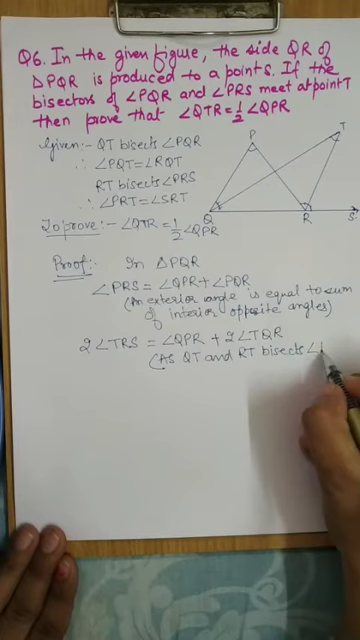 Q6. In the given figure, the side QR of
ΔPQR is produced to a point S. If the
bisectors of ∠PQR and ∠PRS meet at point T
then prove that ∠QTR = 1/2 ∠QPR
Given:- QT bisects ∠PQR
∴ ∠PQT = ∠RQT
RT bisects ∠PRS
∴ ∠PRT = ∠SRT
To prove:- ∠QTR = 1/2 ∠QPR
P
T
Q
R
S
Proof:- In ΔPQR
∠PRS = ∠QPR + ∠PQR
(An exterior angle is equal to sum
of interior opposite angles)
2∠TRS = ∠QPR + 2∠TQR
(As QT and RT bisects ∠